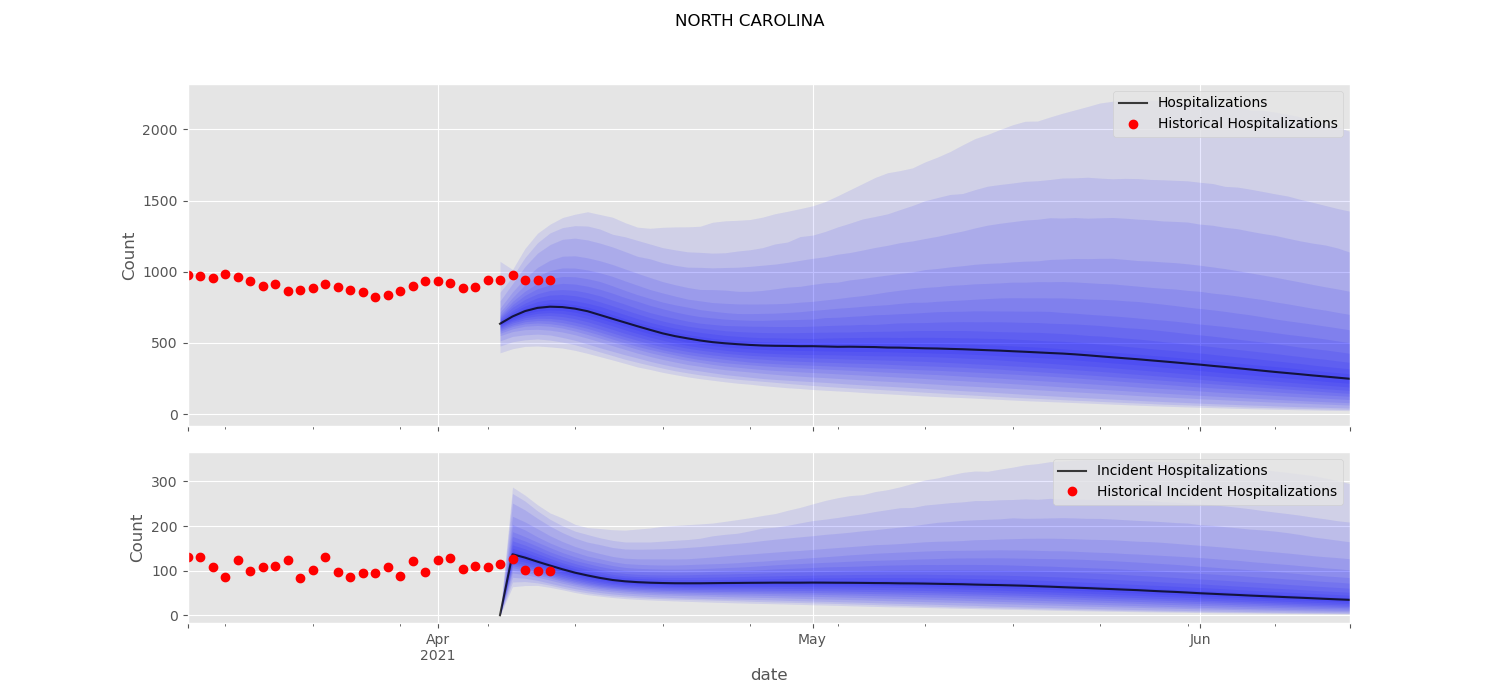 NORTH CAROLINA
Hospitalizations
Historical Hospitalizations
2000
1500
1000
500
0
Count
Incident Hospitalizations
Historical Incident Hospitalizations
300
200
100
0
Count
Apr
2021
May
Jun
date